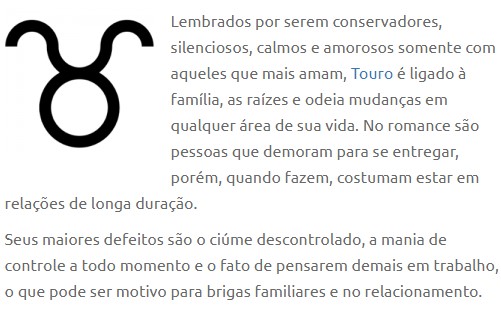 Lembrados por serem conservadores,
silenciosos, calmos e amorosos somente com
aqueles que mais amam, Touro é ligado à
família, as raízes e odeia mudanças em
qualquer área de sua vida. No romance são
pessoas que demoram para se entregar,
porém, quando fazem, costumam estar em
relações de longa duração.
Seus maiores defeitos são o ciúme descontrolado, a mania de
controle a todo momento e o fato de pensarem demais em trabalho,
o que pode ser motivo para brigas familiares e no relacionamento.